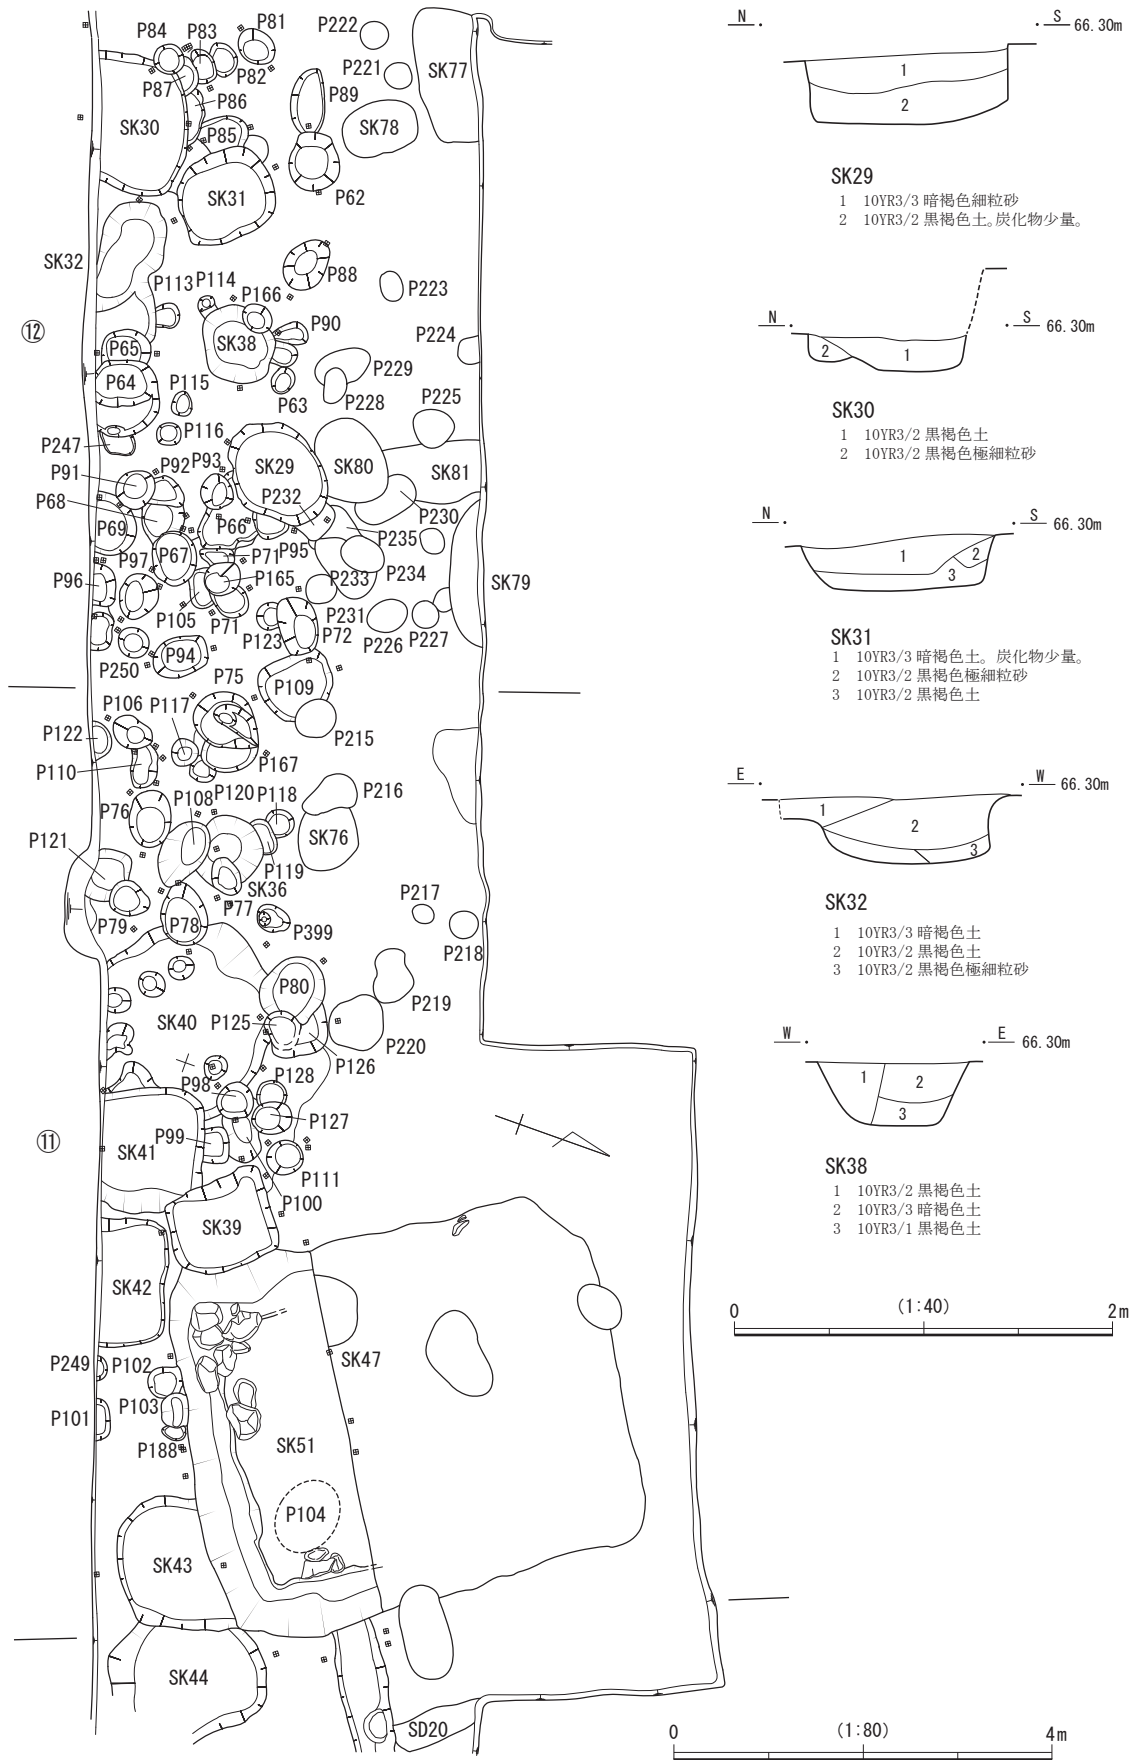 P84
P83
P81
P222
P82
P221
SK77
P87
P86
P89
SK30
SK78
P85
SK31
P62
SK32
P88
P113
P114
P166
P223
⑫
P90
P65
SK38
P224
P64
P229
P115
P63
P228
P225
P247
P116
P91
P92
P93
SK29
SK80
SK81
P68
P232
P69
P66
P230
P97
P67
P71
P95
P235
P96
P165
P233
P234
SK79
P105
P71
P123
P72
P231
P226
P227
P250
P94
P75
P109
P106
P117
P215
P122
P110
P167
P76
P108
P120
P118
P216
P121
SK76
P119
SK36
P79
P78
P77
P399
P217
P218
P80
SK40
P125
P219
P220
P126
P98
P128
P127
⑪
SK41
P99
P111
P100
SK39
SK42
P249
P102
SK47
P101
P103
P188
SK51
P104
SK43
SK44
SD20
N
S 66.30m
1
2
SK29
1 10YR3/3 暗褐色細粒砂
2 10YR3/2 黒褐色土。炭化物少量。
N
S 66.30m
2
1
SK30
1 10YR3/2 黒褐色土
2 10YR3/2 黒褐色極細粒砂
N
S 66.30m
1
2
3
SK31
1 10YR3/3 暗褐色土。炭化物少量。
2 10YR3/2 黒褐色極細粒砂
3 10YR3/2 黒褐色土
E
W 66.30m
1
2
3
SK32
1 10YR3/3 暗褐色土
2 10YR3/2 黒褐色土
3 10YR3/2 黒褐色極細粒砂
W
E 66.30m
1
2
3
SK38
1 10YR3/2 黒褐色土
2 10YR3/3 暗褐色土
3 10YR3/1 黒褐色土
0 (1:40) 2m
0 (1:80) 4m